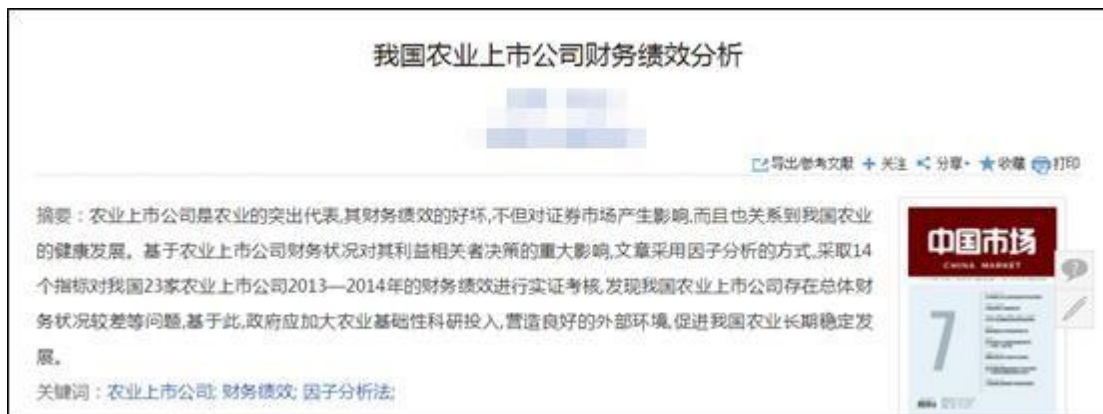 我国农业上市公司财务绩效分析
导出/参考文献 关注 分享 收藏 打印
摘要：农业上市公司是农业的突出代表,其财务绩效的好坏,不但对证券市场产生影响,而且也关系到我国农业
的健康发展。基于农业上市公司财务状况对其利益相关者决策的重大影响,文章采用因子分析的方式,采取14
个指标对我国23家农业上市公司2013—2014年的财务绩效进行实证考核,发现我国农业上市公司存在总体财
务状况较差等问题,基于此,政府应加大农业基础性科研投入,营造良好的外部环境,促进我国农业长期稳定发
展。
关键词：农业上市公司; 财务绩效; 因子分析法;
中国市场
CHINA MARKET
7